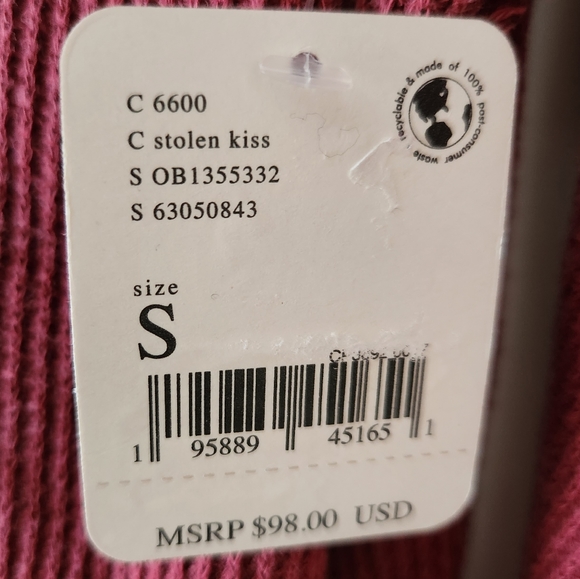 C 6600
C stolen kiss
S OB1355332
S 63050843
recyclable & made of 100% post-consumer waste
size
S
1 95889 45165 1
MSRP $98.00 USD